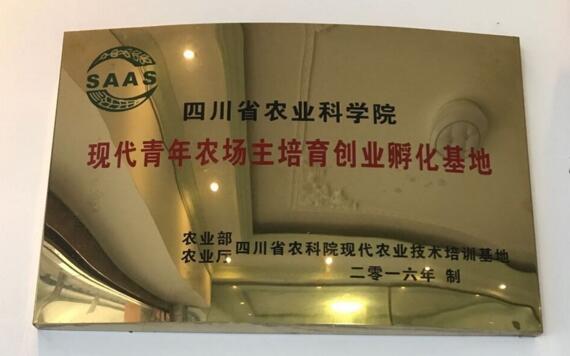 SAAS
四川省农业科学院
现代青年农场主培育创业孵化基地
农业部
农业厅
四川省农科院现代农业技术培训基地
二零一六年 制